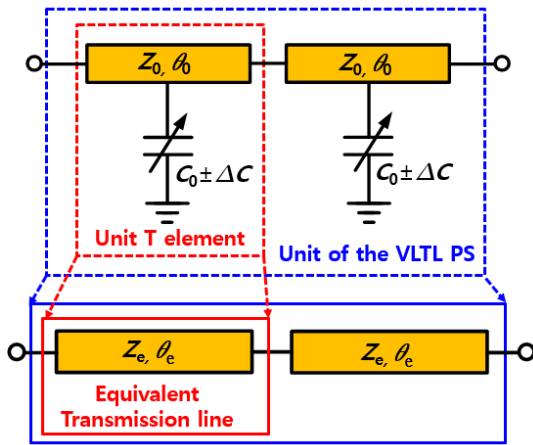 Z₀, θ₀
Z₀, θ₀
C₀±ΔC
C₀±ΔC
Unit T element
Unit of the VLTL PS
Zₑ, θₑ
Zₑ, θₑ
Equivalent
Transmission line